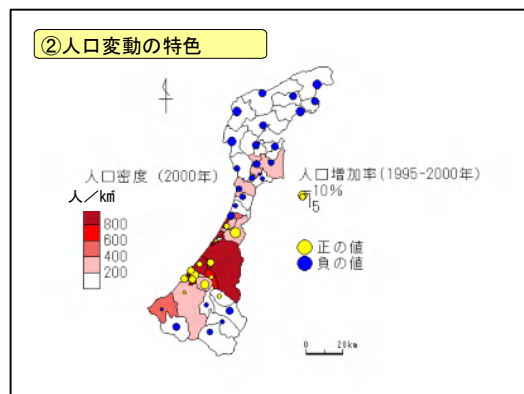 ②人口変動の特色
人口密度（2000年）
人／k㎡
800
600
400
200
人口増加率（1995-2000年）
10%
5
正の値
負の値
0 20km